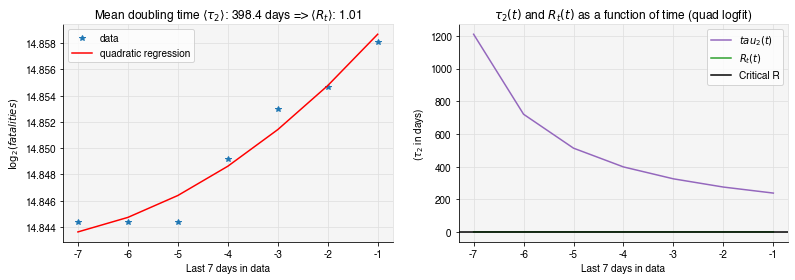 Mean doubling time ⟨τ₂⟩: 398.4 days => ⟨Rₜ⟩: 1.01
data
quadratic regression
log₂(fatalities)
14.858
14.856
14.854
14.852
14.850
14.848
14.846
14.844
-7 -6 -5 -4 -3 -2 -1
Last 7 days in data
τ₂(t) and Rₜ(t) as a function of time (quad logfit)
tau₂(t)
Rₜ(t)
Critical R
(τ₂ in days)
1200
1000
800
600
400
200
0
-7 -6 -5 -4 -3 -2 -1
Last 7 days in data